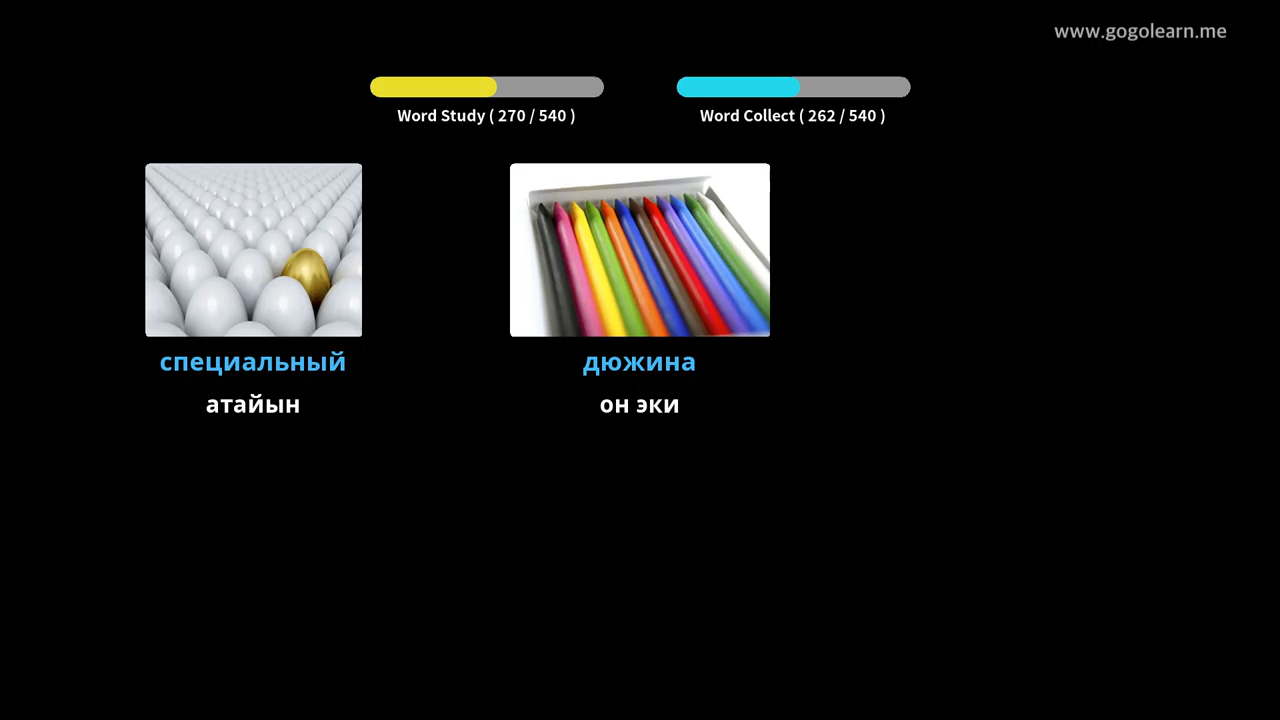 www.gogolearn.me
Word Study ( 270 / 540 )
Word Collect ( 262 / 540 )
специальный
дюжина
атайын
он эки